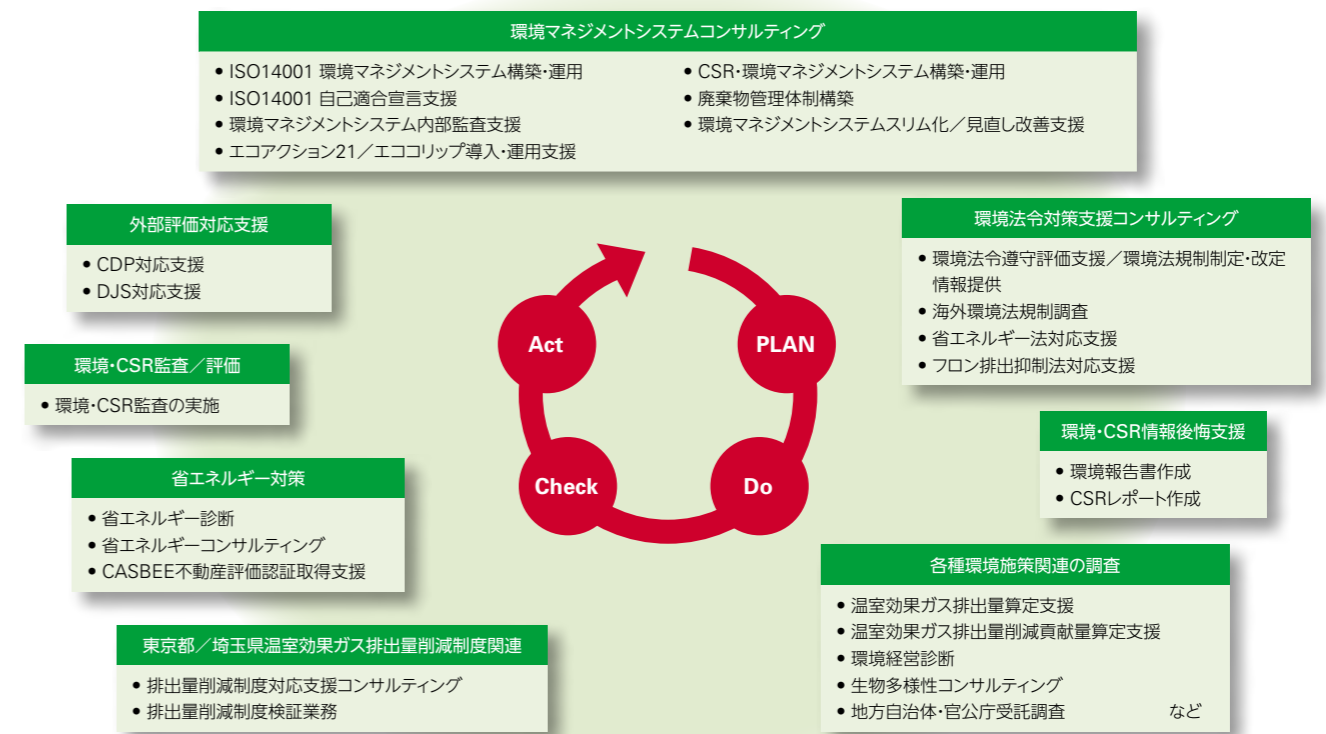 環境マネジメントシステムコンサルティング
• ISO14001 環境マネジメントシステム構築・運用
• ISO14001 自己適合宣言支援
• 環境マネジメントシステム内部監査支援
• エコアクション21／エココリップ導入・運用支援
• CSR・環境マネジメントシステム構築・運用
• 廃棄物管理体制構築
• 環境マネジメントシステムスリム化／見直し改善支援
外部評価対応支援
• CDP対応支援
• DJS対応支援
環境法令対策支援コンサルティング
• 環境法令遵守評価支援／環境法規制制定・改定
情報提供
• 海外環境法規制調査
• 省エネルギー法対応支援
• フロン排出抑制法対応支援
Act
PLAN
Check
Do
環境・CSR監査／評価
• 環境・CSR監査の実施
環境・CSR情報後悔支援
• 環境報告書作成
• CSRレポート作成
省エネルギー対策
• 省エネルギー診断
• 省エネルギーコンサルティング
• CASBEE不動産評価認証取得支援
各種環境施策関連の調査
• 温室効果ガス排出量算定支援
• 温室効果ガス排出量削減貢献量算定支援
• 環境経営診断
• 生物多様性コンサルティング
• 地方自治体・官公庁受託調査 など
東京都／埼玉県温室効果ガス排出量削減制度関連
• 排出量削減制度対応支援コンサルティング
• 排出量削減制度検証業務